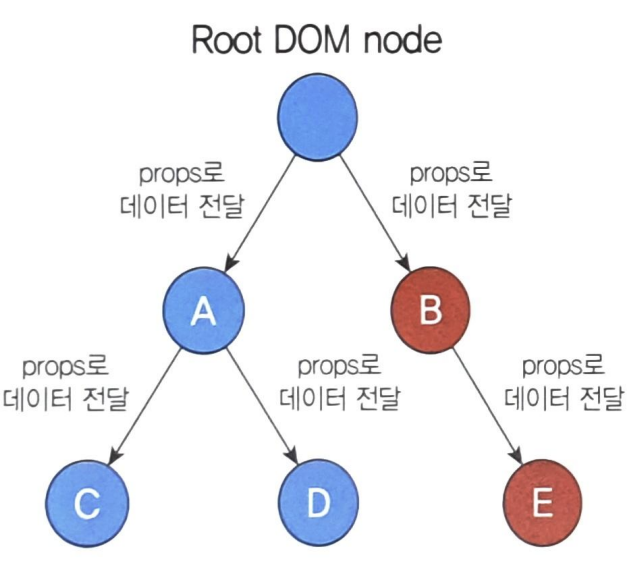 Root DOM node
props로
데이터 전달
props로
데이터 전달
A
B
props로
데이터 전달
props로
데이터 전달
props로
데이터 전달
C
D
E